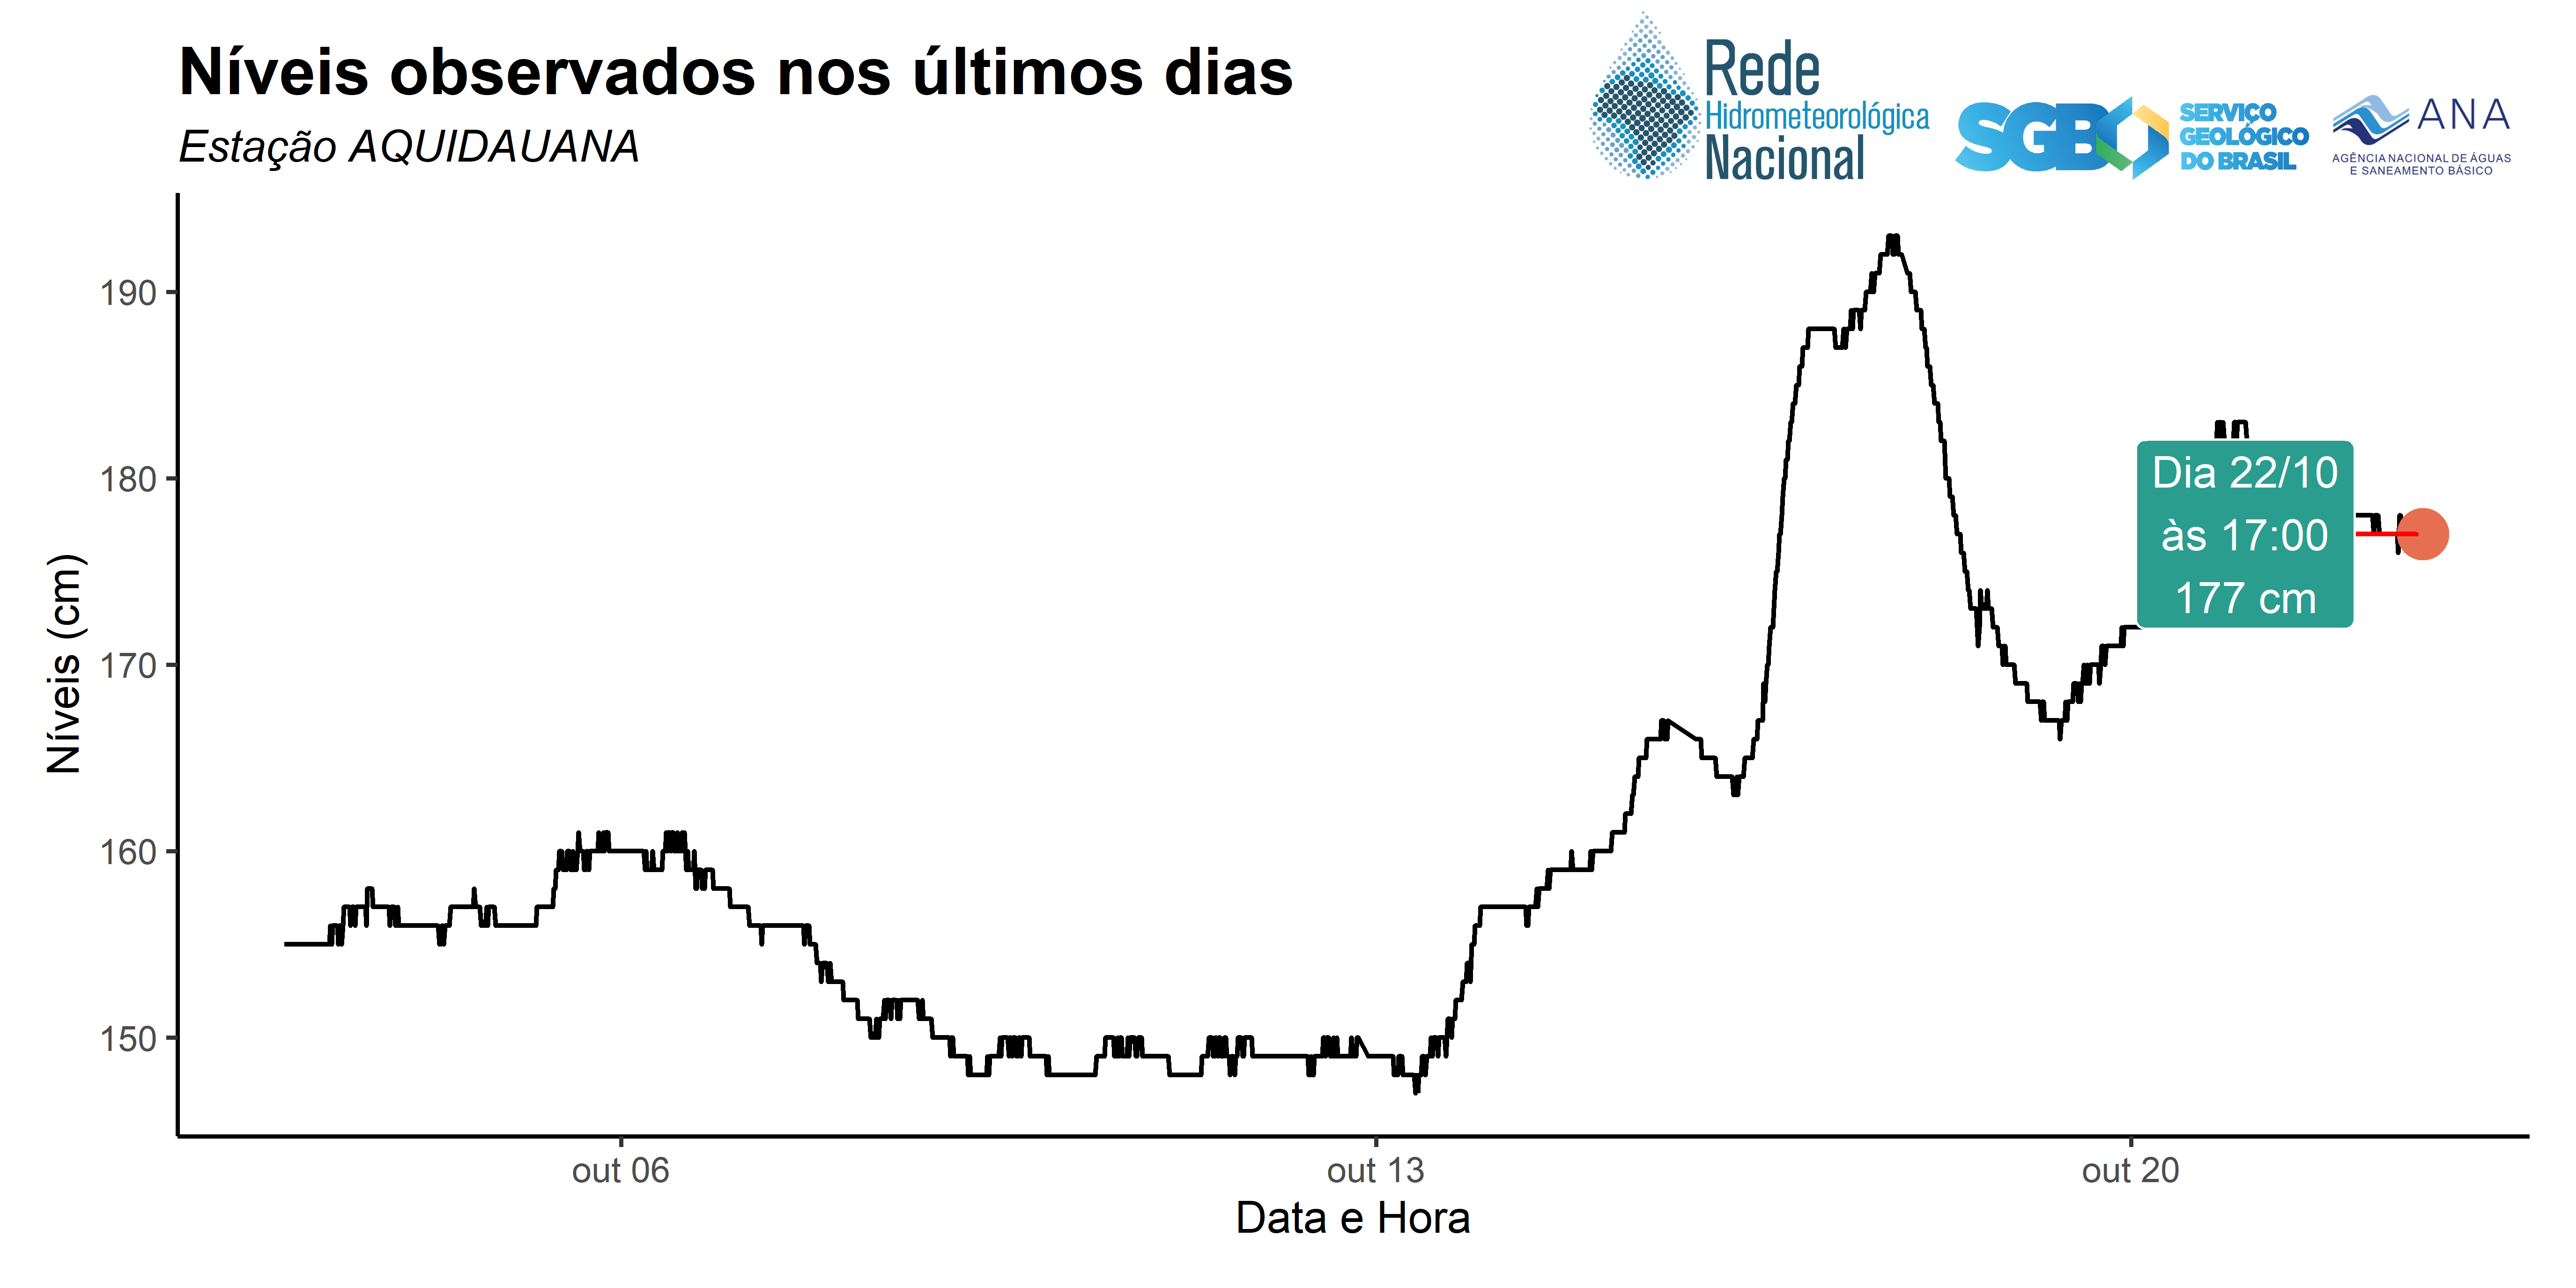 Níveis observados nos últimos dias
Estação AQUIDAUANA
Rede
Hidrometeorológica
Nacional
SGB
SERVIÇO
GEOLÓGICO
DO BRASIL
ANA
AGÊNCIA NACIONAL DE ÁGUAS
E SANEAMENTO BÁSICO
Níveis (cm)
190
180
170
160
150
Dia 22/10
às 17:00
177 cm
out 06
out 13
out 20
Data e Hora